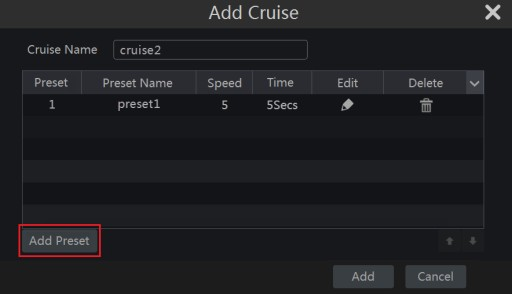 Add Cruise
Cruise Name cruise2
Preset Preset Name Speed Time Edit Delete
1 preset1 5 5Secs
Add Preset
Add Cancel